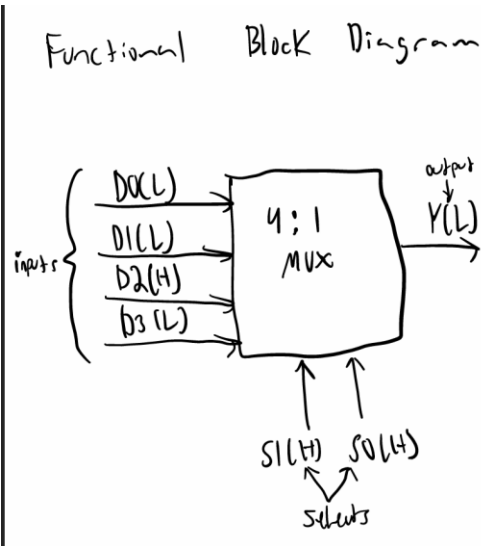 Functional Block Diagram
output
D0(L)
Y(L)
4:1
D1(L)
MUX
inputs
D2(H)
D3(L)
S1(H) S0(H)
Selects